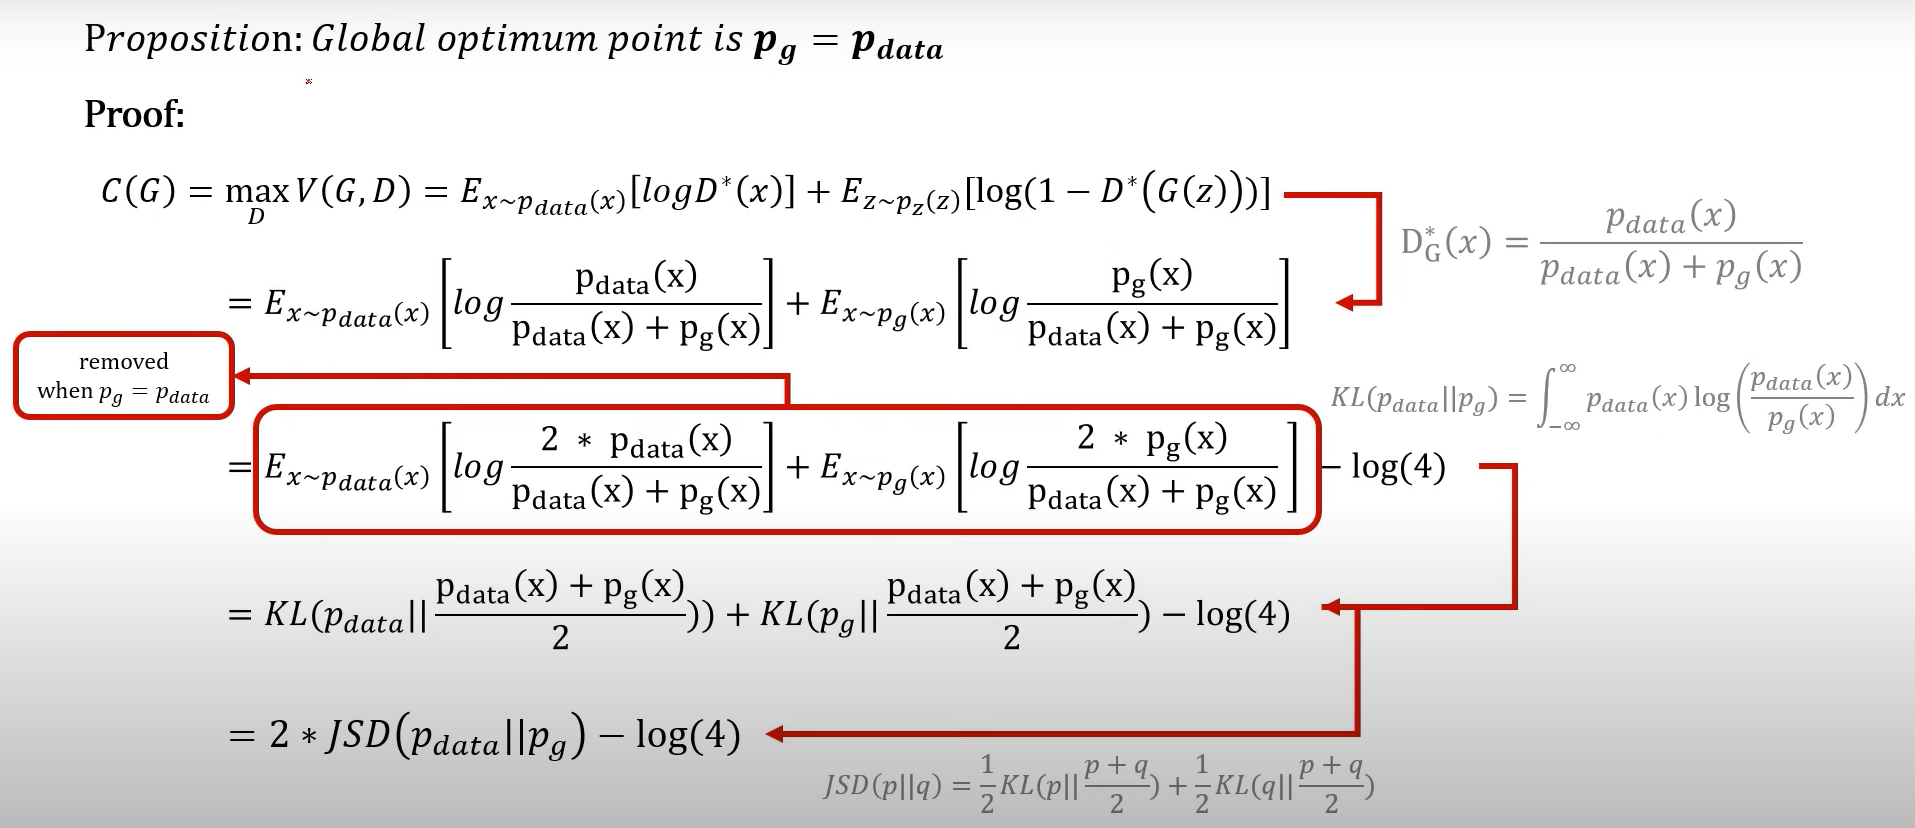 Proposition: Global optimum point is p_g = p_data
Proof:
C(G) = max_D V(G, D) = E_{x~p_data(x)}[logD*(x)] + E_{z~p_z(z)}[log(1 − D*(G(z)))]
D*_G(x) = p_data(x) / (p_data(x) + p_g(x))
= E_{x~p_data(x)} [log p_data(x) / (p_data(x) + p_g(x))] + E_{x~p_g(x)} [log p_g(x) / (p_data(x) + p_g(x))]
removed
when p_g = p_data
KL(p_data||p_g) = ∫_{−∞}^{∞} p_data(x) log (p_data(x) / p_g(x)) dx
= E_{x~p_data(x)} [log 2 * p_data(x) / (p_data(x) + p_g(x))] + E_{x~p_g(x)} [log 2 * p_g(x) / (p_data(x) + p_g(x))] − log(4)
= KL(p_data|| (p_data(x) + p_g(x)) / 2 )) + KL(p_g|| (p_data(x) + p_g(x)) / 2 ) − log(4)
= 2 * JSD(p_data||p_g) − log(4)
JSD(p||q) = 1/2 KL(p|| (p + q) / 2 ) + 1/2 KL(q|| (p + q) / 2 )